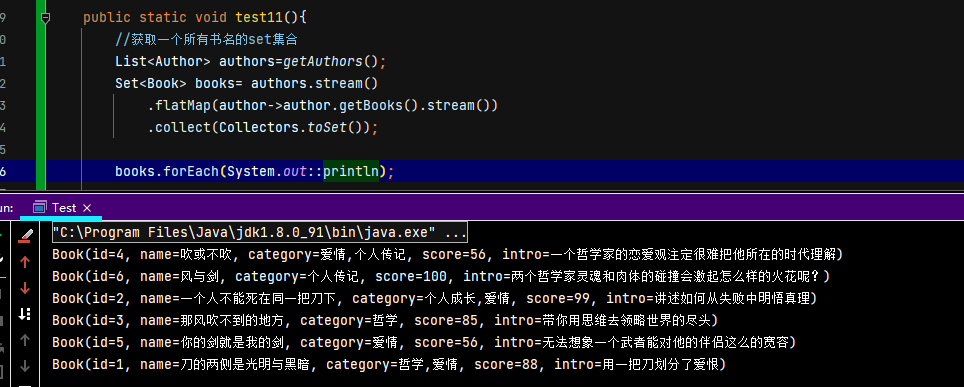 9 public static void test11(){
0 //获取一个所有书名的set集合
1 List<Author> authors=getAuthors();
2 Set<Book> books= authors.stream()
3 .flatMap(author->author.getBooks().stream())
4 .collect(Collectors.toSet());
5
6 books.forEach(System.out::println);
un: Test ×
"C:\Program Files\Java\jdk1.8.0_91\bin\java.exe" ...
Book(id=4, name=吹或不吹, category=爱情,个人传记, score=56, intro=一个哲学家的恋爱观注定很难把他所在的时代理解)
Book(id=6, name=风与剑, category=个人传记, score=100, intro=两个哲学家灵魂和肉体的碰撞会激起怎么样的火花呢？)
Book(id=2, name=一个人不能死在同一把刀下, category=个人成长,爱情, score=99, intro=讲述如何从失败中明悟真理)
Book(id=3, name=那风吹不到的地方, category=哲学, score=85, intro=带你用思维去领略世界的尽头)
Book(id=5, name=你的剑就是我的剑, category=爱情, score=56, intro=无法想象一个武者能对他的伴侣这么的宽容)
Book(id=1, name=刀的两侧是光明与黑暗, category=哲学,爱情, score=88, intro=用一把刀划分了爱恨)